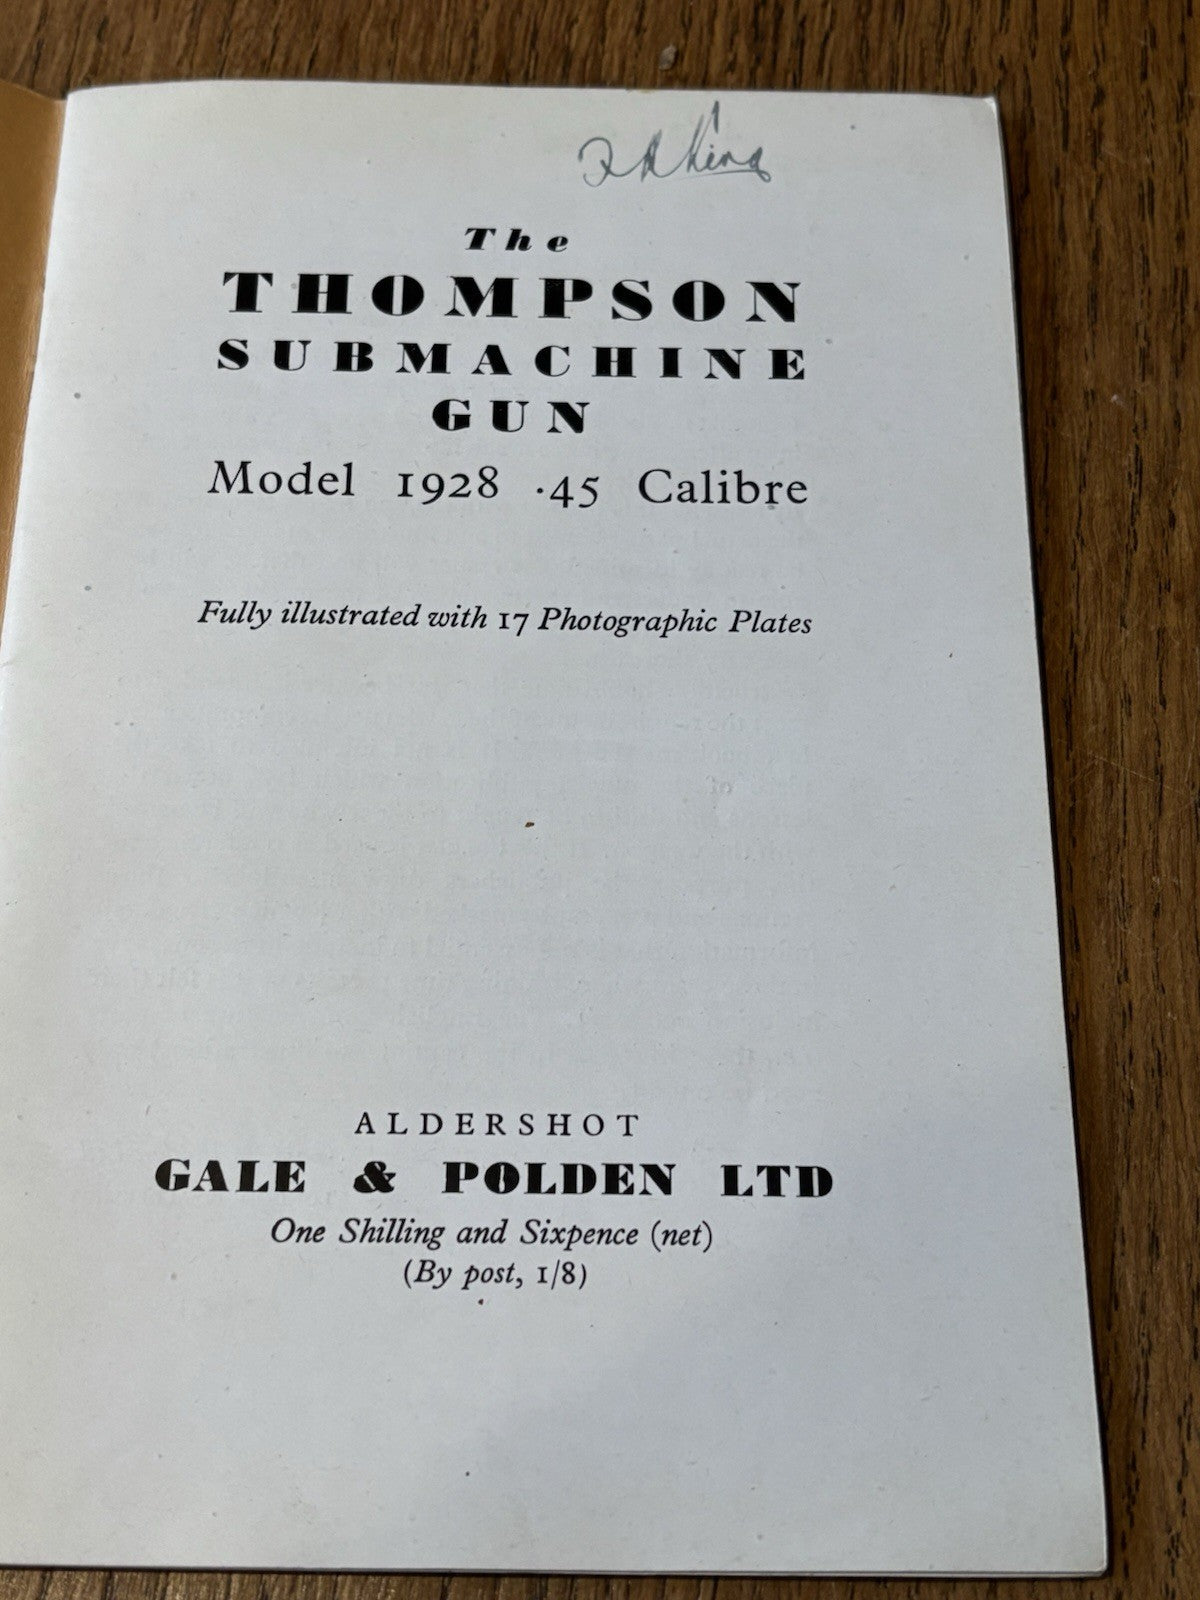 King
The
THOMPSON
SUBMACHINE
GUN
Model 1928 ·45 Calibre
Fully illustrated with 17 Photographic Plates
ALDERSHOT
GALE & POLDEN LTD
One Shilling and Sixpence (net)
(By post, 1/8)